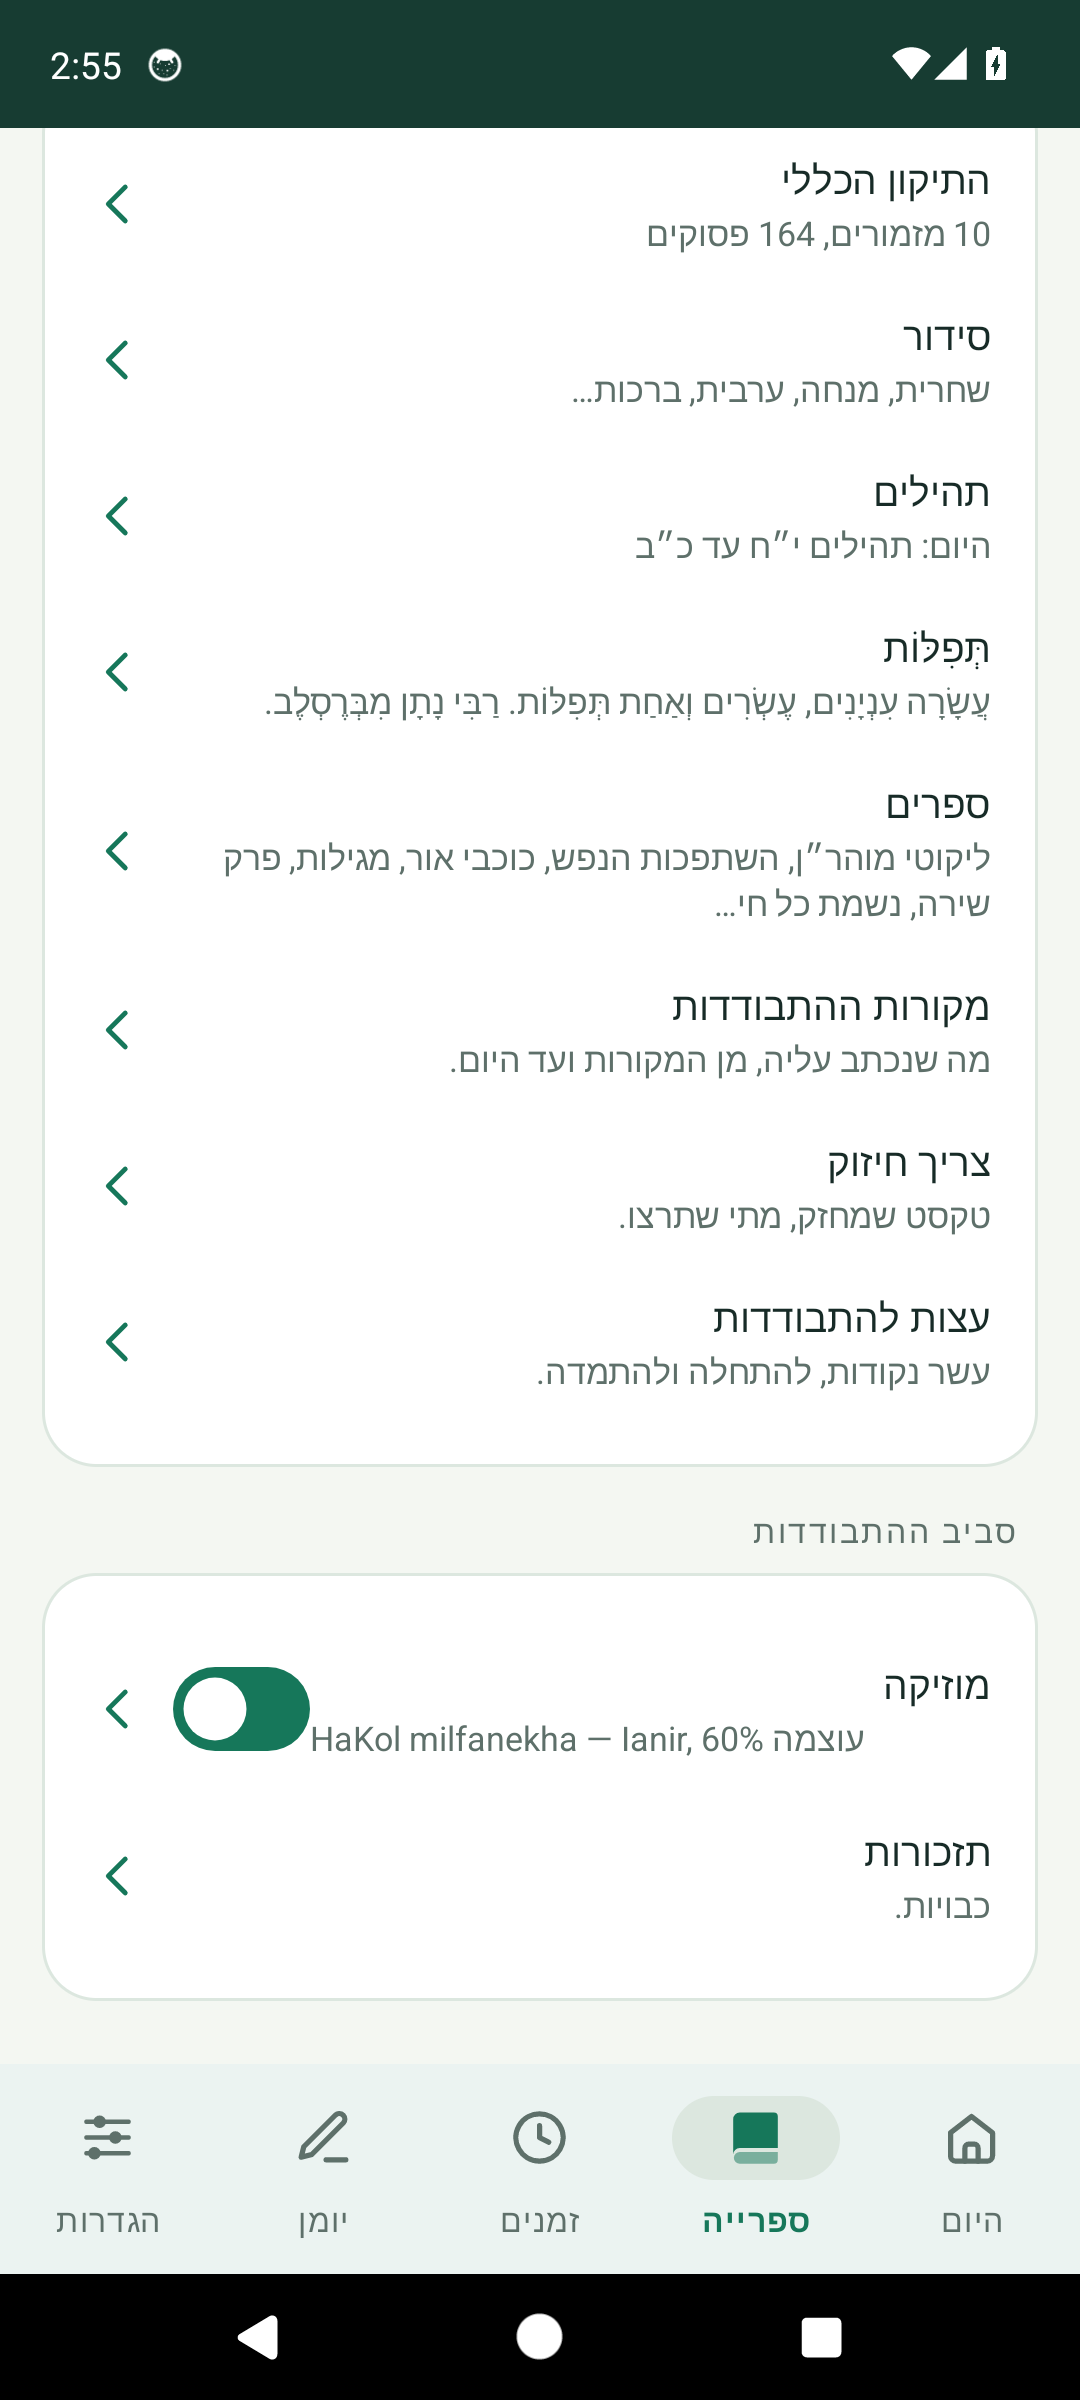 2:55
התיקון הכללי
10 מזמורים, 164 פסוקים
סידור
שחרית, מנחה, ערבית, ברכות...
תהילים
היום: תהילים י״ח עד כ״ב
תְּפִלּוֹת
עֲשָׂרָה עִנְיָנִים, עֶשְׂרִים וְאַחַת תְּפִלּוֹת. רַבִּי נָתָן מִבְּרֶסְלֶב.
ספרים
ליקוטי מוהר״ן, השתפכות הנפש, כוכבי אור, מגילות, פרק
שירה, נשמת כל חי...
מקורות ההתבודדות
מה שנכתב עליה, מן המקורות ועד היום.
צריך חיזוק
טקסט שמחזק, מתי שתרצו.
עצות להתבודדות
עשר נקודות, להתחלה ולהתמדה.
סביב ההתבודדות
מוזיקה
HaKol milfanekha — Ianir, 60% עוצמה
תזכורות
כבויות.
היום
ספרייה
זמנים
יומן
הגדרות